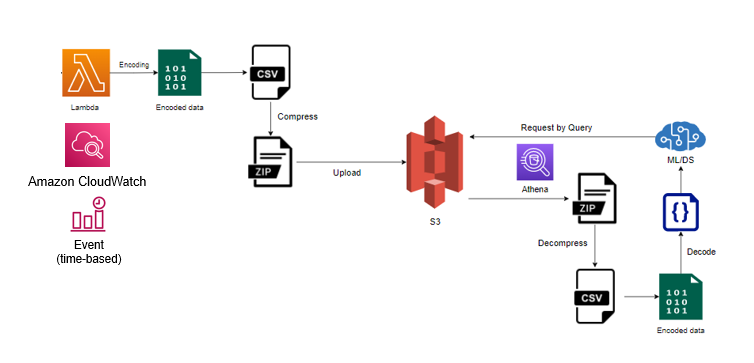 Lambda
Encoding
101
010
101
Encoded data
CSV
Compress
ZIP
Upload
Amazon CloudWatch
Event
(time-based)
S3
Request by Query
ML/DS
Athena
ZIP
Decompress
{ }
Decode
CSV
101
010
101
Encoded data